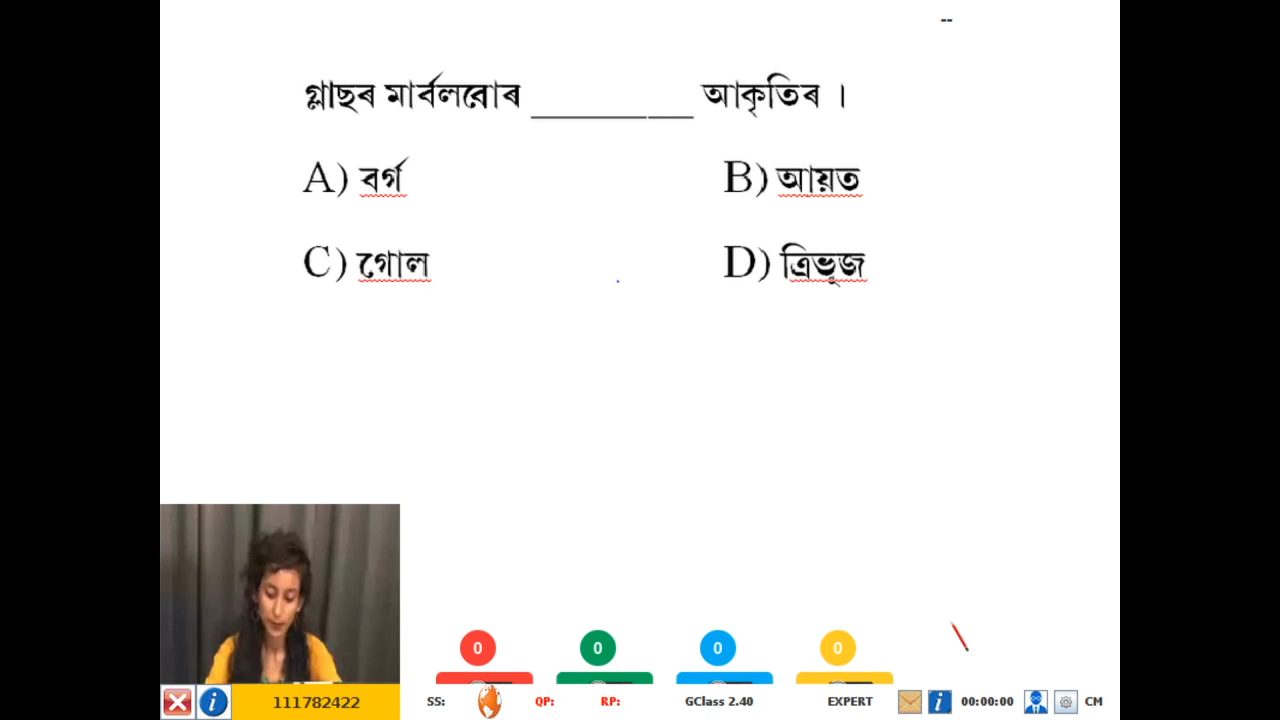 --
গ্লাছৰ মাৰ্বলবোৰ ____________ আকৃতিৰ ।
A) বৰ্গ B) আয়ত
C) গোল D) ত্ৰিভূজ
0 0 0 0
111782422 SS: QP: RP: GClass 2.40 EXPERT 00:00:00 CM